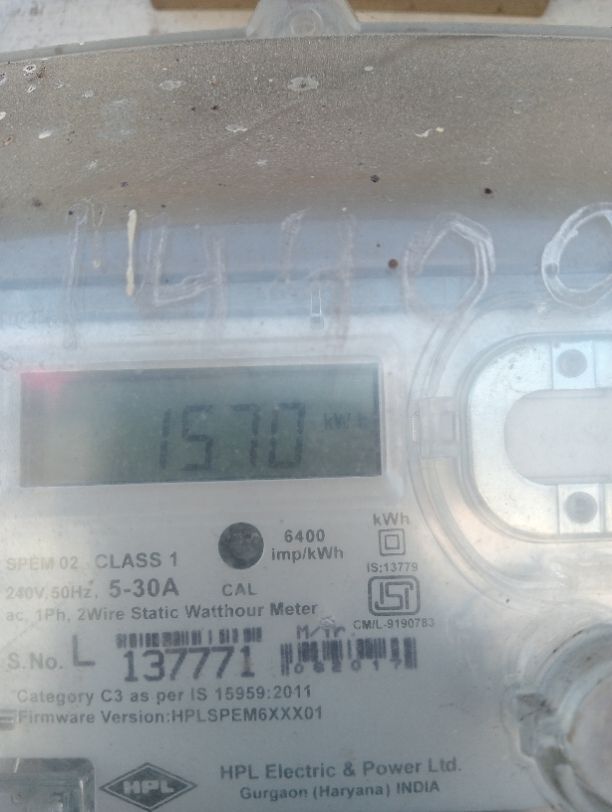 1570 kWh
6400
imp/kWh
kWh
SPEM 02 CLASS 1
IS:13779
240V, 50Hz, 5-30A CAL
ac, 1Ph, 2Wire Static Watthour Meter
CM/L-9190783
S.No. L 137771
M/Yr.
062017
Category C3 as per IS 15959:2011
Firmware Version:HPLSPEM6XXX01
HPL
HPL Electric & Power Ltd.
Gurgaon (Haryana) INDIA